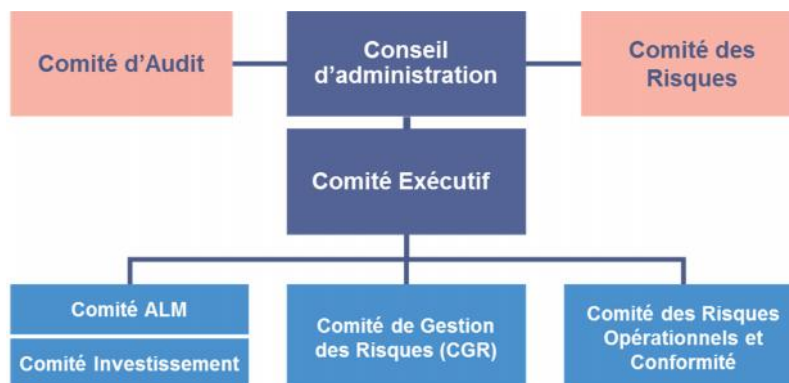 Comité d'Audit
Conseil
d'administration
Comité des
Risques
Comité Exécutif
Comité ALM
Comité Investissement
Comité de Gestion
des Risques (CGR)
Comité des Risques
Opérationnels et
Conformité